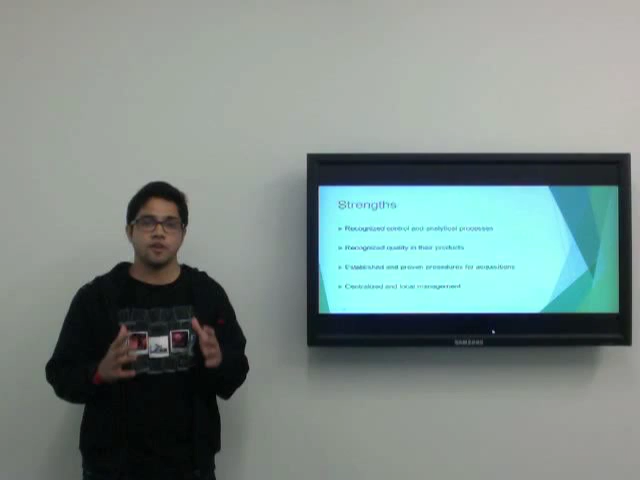 Strengths
Recognized control and analytical processes
Recognized quality in their products
Established and proven procedures for acquisitions
Centralized and local management
SAMSUNG